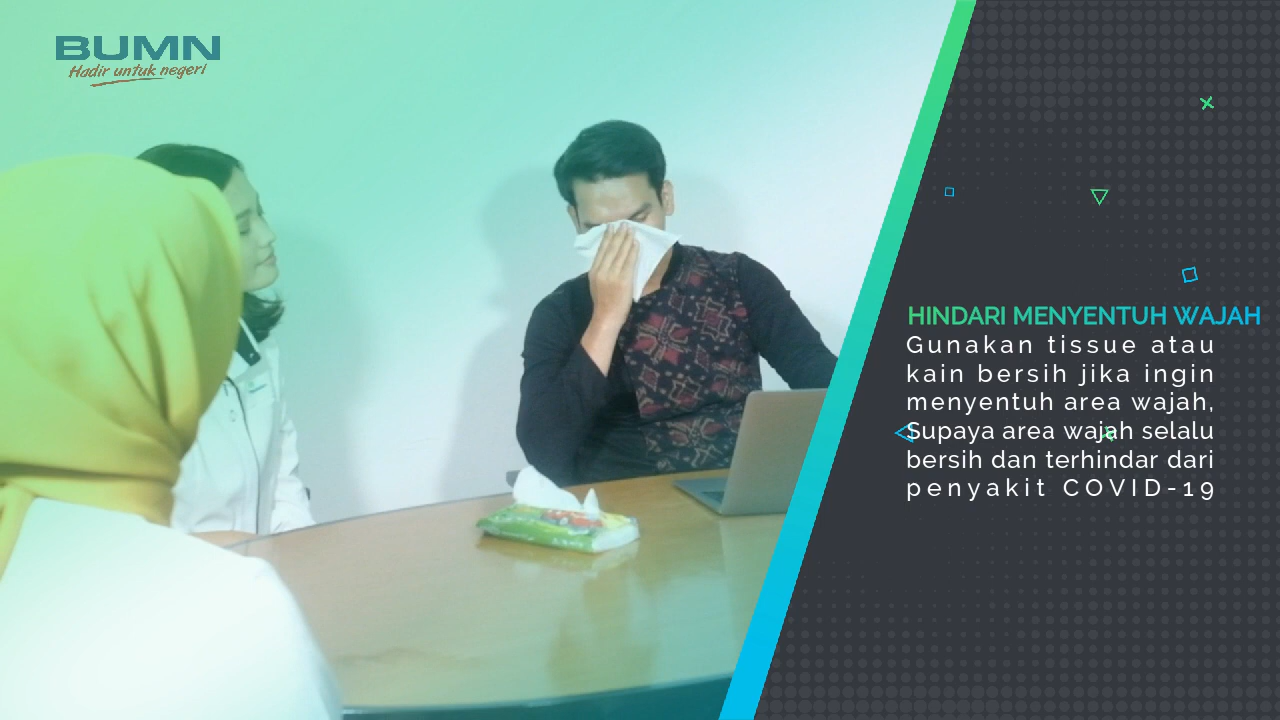 BUMN
Hadir untuk negeri
HINDARI MENYENTUH WAJAH
Gunakan tissue atau
kain bersih jika ingin
menyentuh area wajah,
Supaya area wajah selalu
bersih dan terhindar dari
penyakit COVID-19